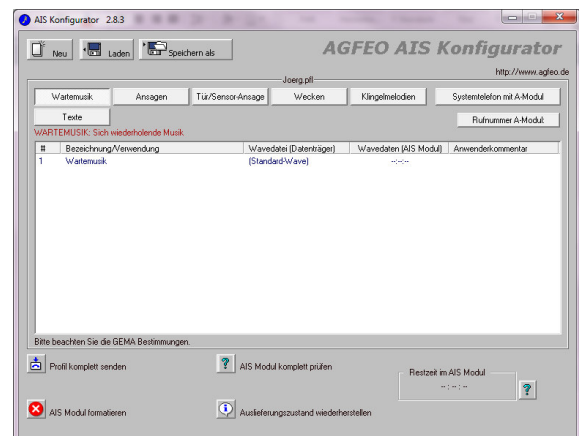 AIS Konfigurator 2.8.3
Neu
Laden
Speichern als
AGFEO AIS Konfigurator
http://www.agfeo.de
Joerg.pfl
Wartemusik
Ansagen
Tür/Sensor-Ansage
Wecken
Klingelmelodien
Systemtelefon mit A-Modul
Texte
Rufnummer A-Modul:
WARTEMUSIK: Sich wiederholende Musik
# Bezeichnung/Verwendung Wavedatei (Datenträger) Wavedaten (AIS Modul) Anwenderkommentar
1 Wartemusik (Standard-Wave) --:--:--
Bitte beachten Sie die GEMA Bestimmungen.
Profil komplett senden
AIS Modul komplett prüfen
Restzeit im AIS Modul
-- : -- : --
AIS Modul formatieren
Auslieferungszustand wiederherstellen